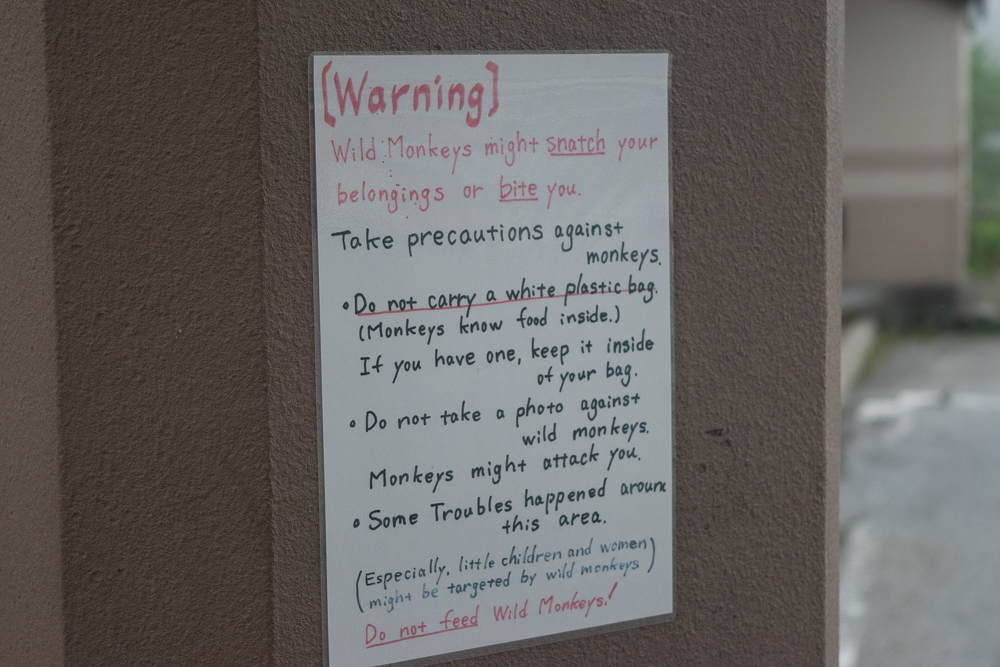 [Warning]
Wild Monkeys might snatch your
belongings or bite you.
Take precautions against
monkeys.
• Do not carry a white plastic bag.
(Monkeys know food inside.)
If you have one, keep it inside
of your bag.
• Do not take a photo against
wild monkeys.
Monkeys might attack you.
• Some Troubles happened around
this area.
(Especially, little children and women
might be targeted by wild monkeys)
Do not feed Wild Monkeys!